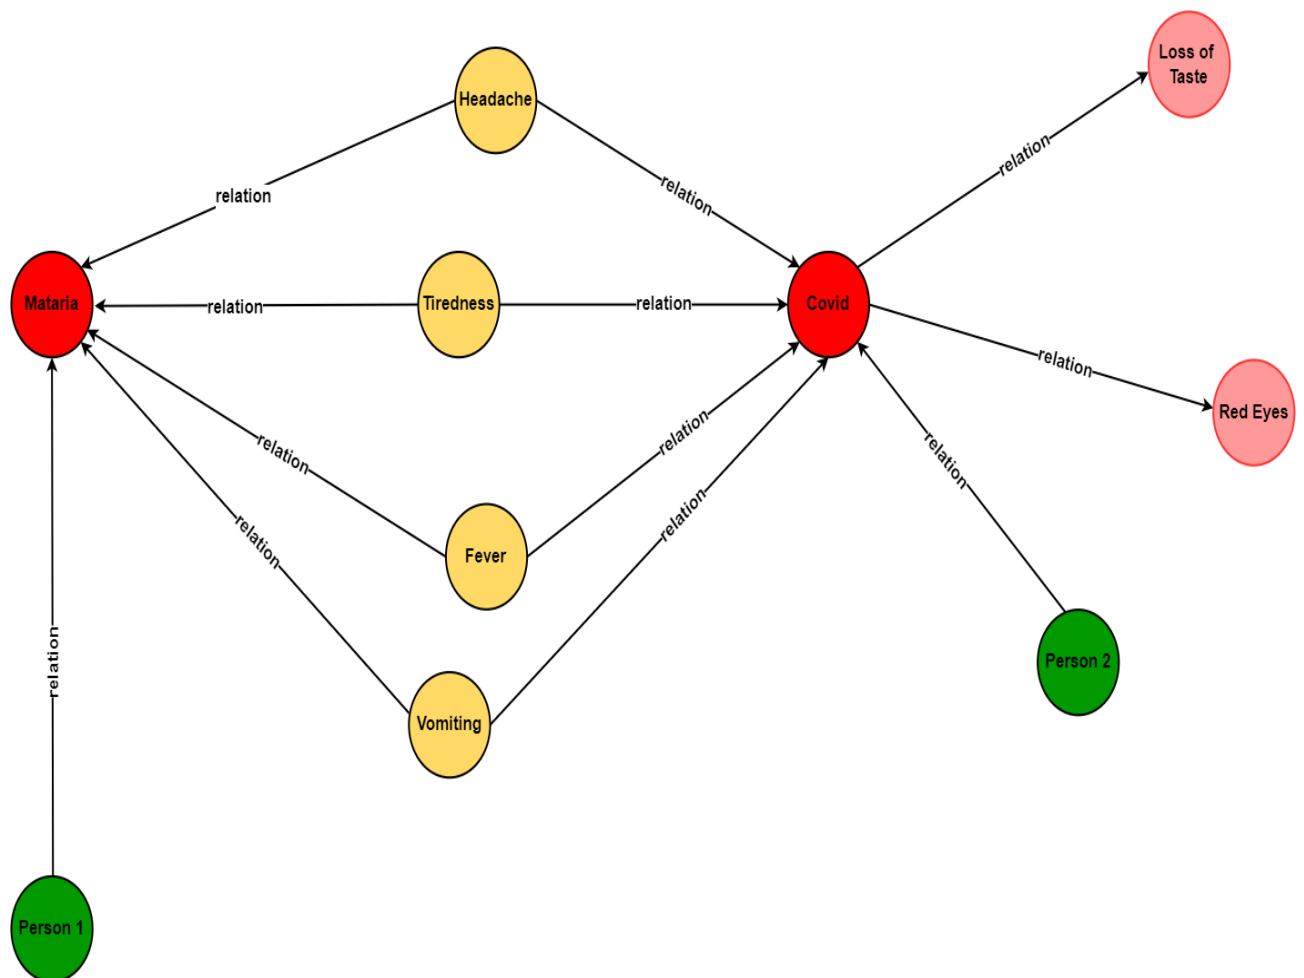 Loss of
Taste
Headache
relation
relation
relation
Mataria
relation
Tiredness
relation
Covid
relation
Red Eyes
relation
relation
relation
Fever
relation
relation
relation
Person 2
Vomiting
Person 1